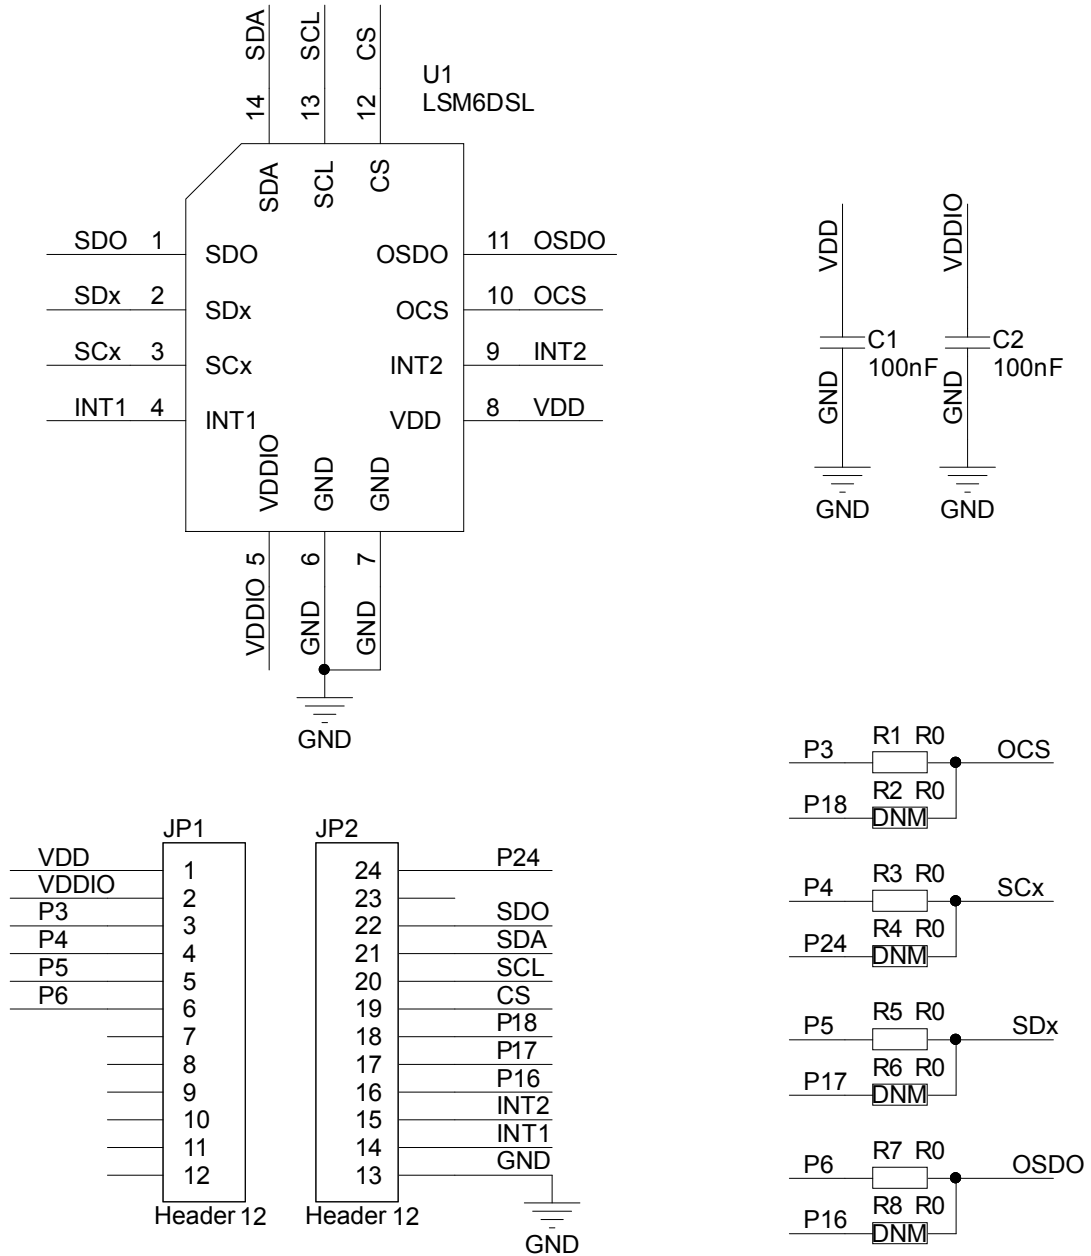 SDA
SCL
CS
14
13
12
U1
LSM6DSL
SDA
SCL
CS
SDO 1 SDO
SDx 2 SDx
SCx 3 SCx
INT1 4 INT1
OSDO 11 OSDO
OCS 10 OCS
INT2 9 INT2
VDD 8 VDD
VDDIO
GND
GND
5
6
7
VDDIO
GND
GND
GND
VDD
C1
100nF
GND
GND
VDDIO
C2
100nF
GND
GND
JP1
VDD 1
VDDIO 2
P3 3
P4 4
P5 5
P6 6
7
8
9
10
11
12
Header 12
JP2
24 P24
23
22 SDO
21 SDA
20 SCL
19 CS
18 P18
17 P17
16 P16
15 INT2
14 INT1
13 GND
Header 12
GND
R1 R0
P3 OCS
R2 R0
P18 DNM
R3 R0
P4 SCx
R4 R0
P24 DNM
R5 R0
P5 SDx
R6 R0
P17 DNM
R7 R0
P6 OSDO
R8 R0
P16 DNM